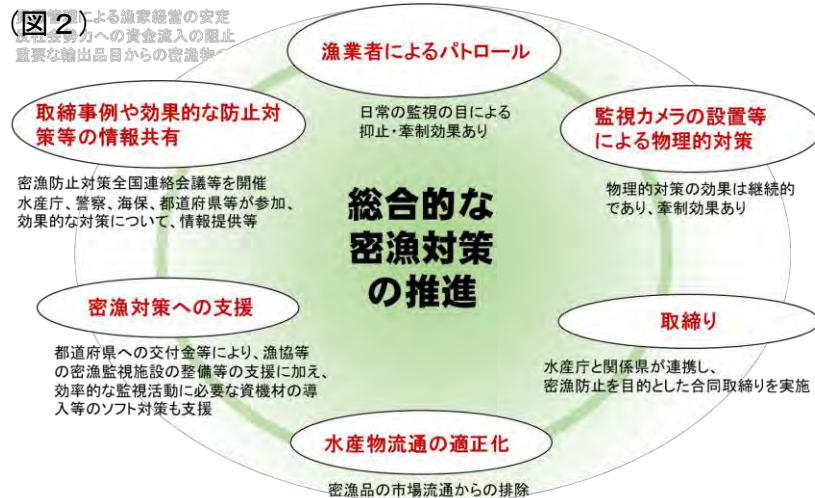 (図２)
管理による漁家経営の安定
会勢力への資金流入の阻止
重要な輸出品目からの密漁物の
漁業者によるパトロール
日常の監視の目による
抑止・牽制効果あり
取締事例や効果的な防止対
策等の情報共有
密漁防止対策全国連絡会議等を開催
水産庁、警察、海保、都道府県等が参加、
効果的な対策について、情報提供等
監視カメラの設置等
による物理的対策
物理的対策の効果は継続的
であり、牽制効果あり
総合的な
密漁対策
の推進
密漁対策への支援
都道府県への交付金等により、漁協等
の密漁監視施設の整備等の支援に加え、
効率的な監視活動に必要な資機材の導
入等のソフト対策も支援
取締り
水産庁と関係県が連携し、
密漁防止を目的とした合同取締りを実施
水産物流通の適正化
密漁品の市場流通からの排除